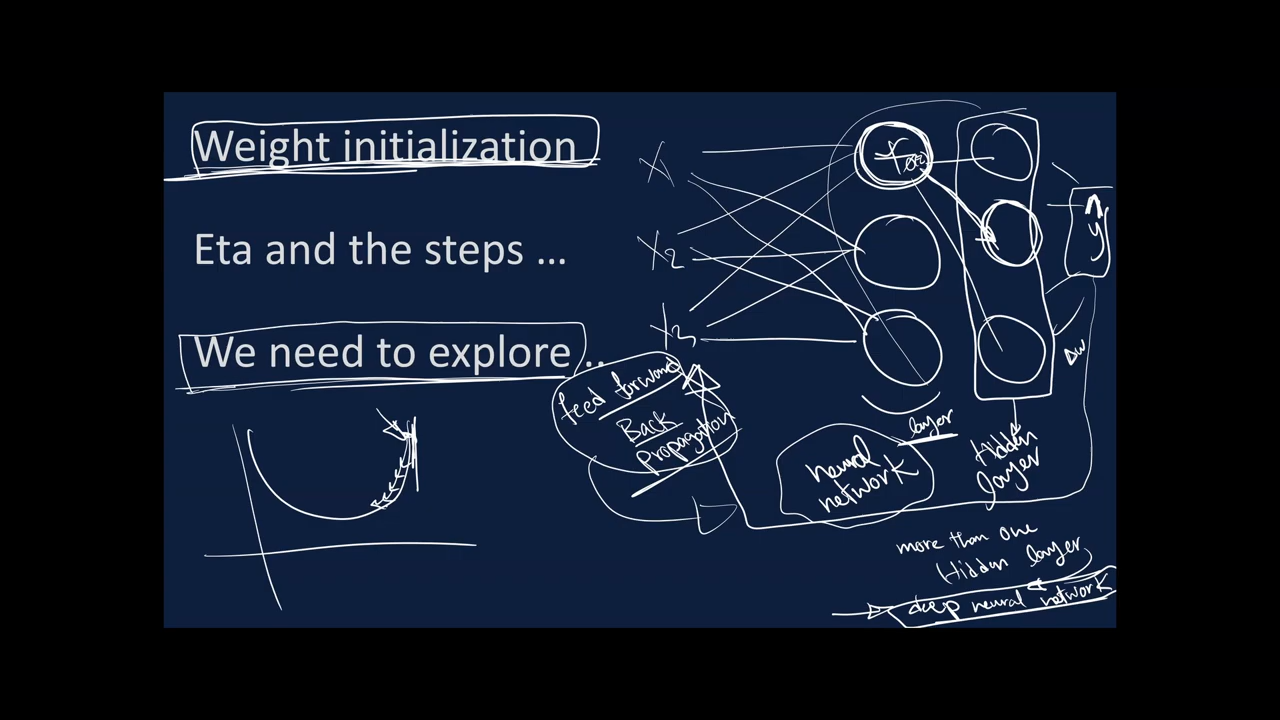 Weight initialization
Eta and the steps ...
We need to explore ..
X1
X2
X3
ŷ
Δw
feed forward
Back
Propagation
layer
neural
network
Hidden
layer
more than one
Hidden layer
deep neural network